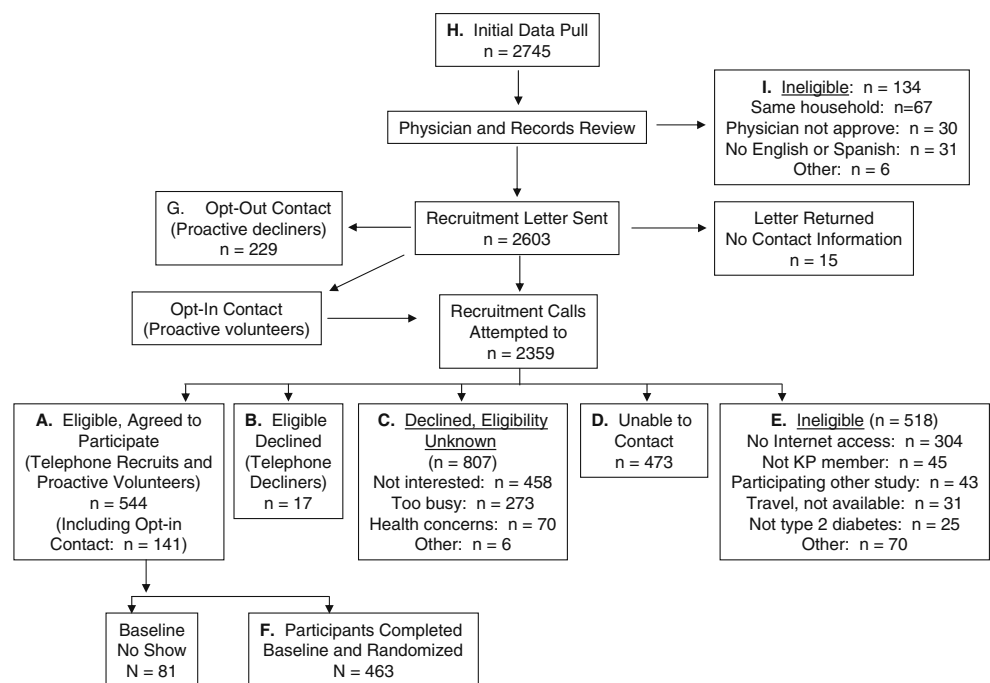 H. Initial Data Pull
n = 2745
Physician and Records Review
I. Ineligible: n = 134
Same household: n=67
Physician not approve: n = 30
No English or Spanish: n = 31
Other: n = 6
G. Opt-Out Contact
(Proactive decliners)
n = 229
Recruitment Letter Sent
n = 2603
Letter Returned
No Contact Information
n = 15
Opt-In Contact
(Proactive volunteers)
Recruitment Calls
Attempted to
n = 2359
A. Eligible, Agreed to
Participate
(Telephone Recruits and
Proactive Volunteers)
n = 544
(Including Opt-in
Contact: n = 141)
B. Eligible
Declined
(Telephone
Decliners)
n = 17
C. Declined, Eligibility
Unknown
(n = 807)
Not interested: n = 458
Too busy: n = 273
Health concerns: n = 70
Other: n = 6
D. Unable to
Contact
n = 473
E. Ineligible (n = 518)
No Internet access: n = 304
Not KP member: n = 45
Participating other study: n = 43
Travel, not available: n = 31
Not type 2 diabetes: n = 25
Other: n = 70
Baseline
No Show
N = 81
F. Participants Completed
Baseline and Randomized
N = 463